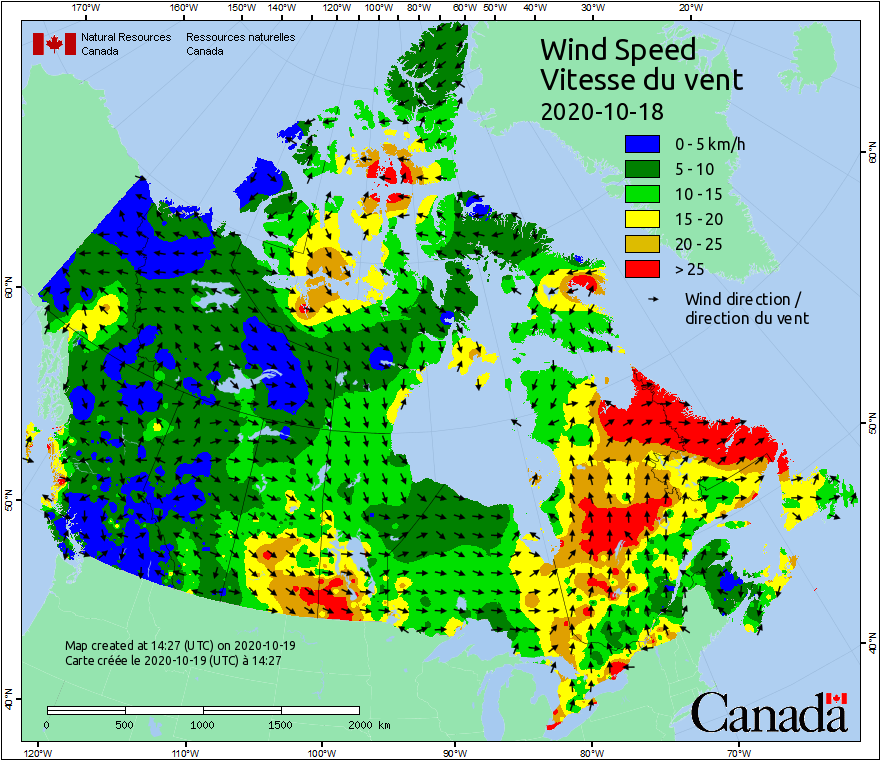 170°W 160°W 150°W 140°W 120°W 100°W 80°W 60°W 50°W 40°W 30°W 20°W
Natural Resources Canada
Ressources naturelles Canada
Wind Speed
Vitesse du vent
2020-10-18
0 - 5 km/h
5 - 10
10 - 15
15 - 20
20 - 25
> 25
Wind direction /
direction du vent
60°N
50°N
40°N
60°N
50°N
40°N
Map created at 14:27 (UTC) on 2020-10-19
Carte créée le 2020-10-19 (UTC) à 14:27
0 500 1000 1500 2000 km
Canada
120°W 110°W 100°W 90°W 80°W 70°W